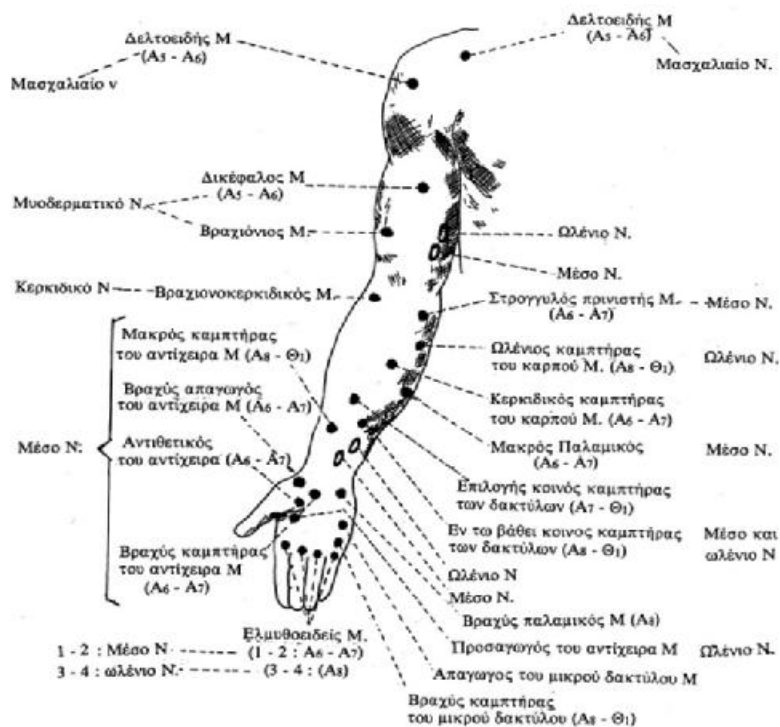 Δελτοειδής Μ
(Α5 - Α6)
Μασχαλιαίο ν
Δελτοειδής Μ
(Α5 - Α6)
Μασχαλιαίο Ν.
Δικέφαλος Μ
(Α5 - Α6)
Μυοδερματικό Ν.
Βραχιόνιος Μ.
Κερκιδικό Ν
Βραχιονοκερκιδικός Μ.
Ωλένιο Ν.
Μέσο Ν.
Στρογγυλός πρινιστής Μ.
(Α6 - Α7)
Μέσο Ν.
Ωλένιος καμπτήρας
του καρπού Μ. (Α8 - Θ1)
Ωλένιο Ν.
Κερκιδικός καμπτήρας
του καρπού Μ. (Α6 - Α7)
Μακρός Παλαμικός
(Α6 - Α7)
Μέσο Ν.
Επιλογής κοινός καμπτήρας
των δακτύλων (Α7 - Θ1)
Εν τω βάθει κοινος καμπτήρας
των δακτύλων (Α8 - Θ1)
Μέσο και
ωλένιο Ν
Ωλένιο Ν
Μέσο Ν.
Βραχύς παλαμικός Μ (Α8)
Προσαγωγός του αντίχειρα Μ
Ωλένιο Ν.
Απαγωγος του μικρού δακτύλου Μ
Βραχύς καμπτήρας
του μικρού δακτύλου (Α8 - Θ1)
Μακρός καμπτήρας
του αντίχειρα Μ (Α8 - Θ1)
Βραχύς απαγωγός
του αντίχειρα Μ (Α6 - Α7)
Μέσο Ν:
Αντιθετικός
του αντίχειρα (Α6 - Α7)
Βραχύς καμπτήρας
του αντίχειρα Μ
(Α6 - Α7)
Ελμυθοειδείς Μ.
1 - 2 : Μέσο Ν
(1 - 2 : Α6 - Α7)
3 - 4 : ωλένιο Ν.
(3 - 4 : (Α8)